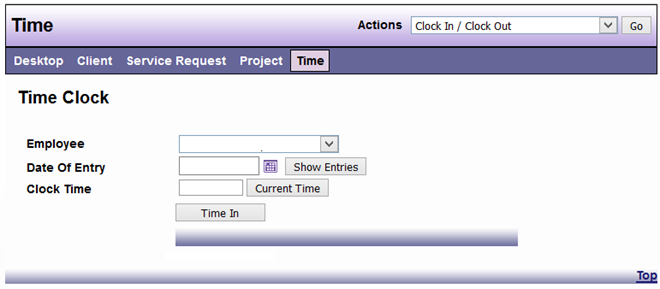 Time Actions Clock In / Clock Out Go
Desktop Client Service Request Project Time
Time Clock
Employee
Date Of Entry Show Entries
Clock Time Current Time
Time In
Top